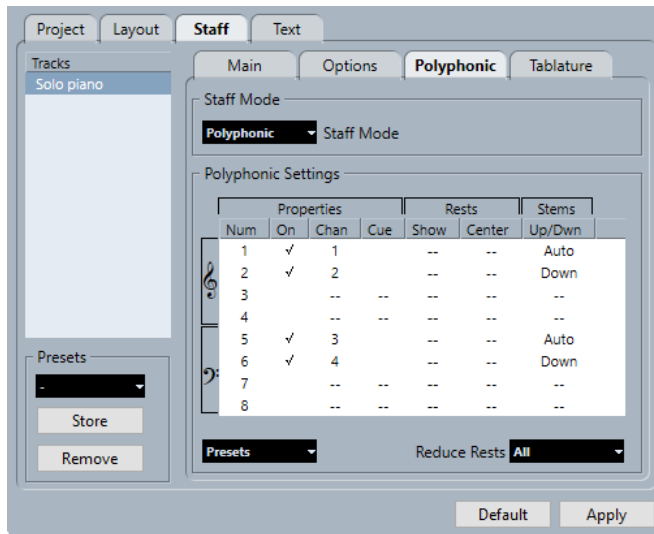 Project Layout Staff Text
Tracks
Solo piano
Main Options Polyphonic Tablature
Staff Mode
Polyphonic Staff Mode
Polyphonic Settings
Properties Rests Stems
Num On Chan Cue Show Center Up/Dwn
1 √ 1 -- -- Auto
2 √ 2 -- -- Down
3 -- -- -- -- --
4 -- -- -- -- --
5 √ 3 -- -- Auto
6 √ 4 -- -- Down
7 -- -- -- -- --
8 -- -- -- -- --
Presets
-
Store
Remove
Presets Reduce Rests All
Default Apply